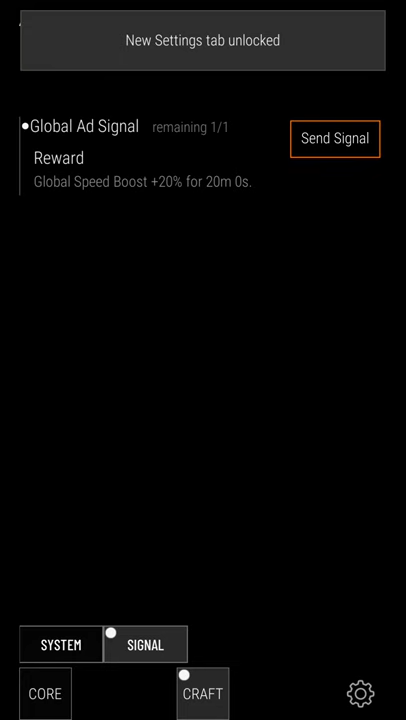 New Settings tab unlocked
Global Ad Signal remaining 1/1
Send Signal
Reward
Global Speed Boost +20% for 20m 0s.
SYSTEM
SIGNAL
CORE
CRAFT